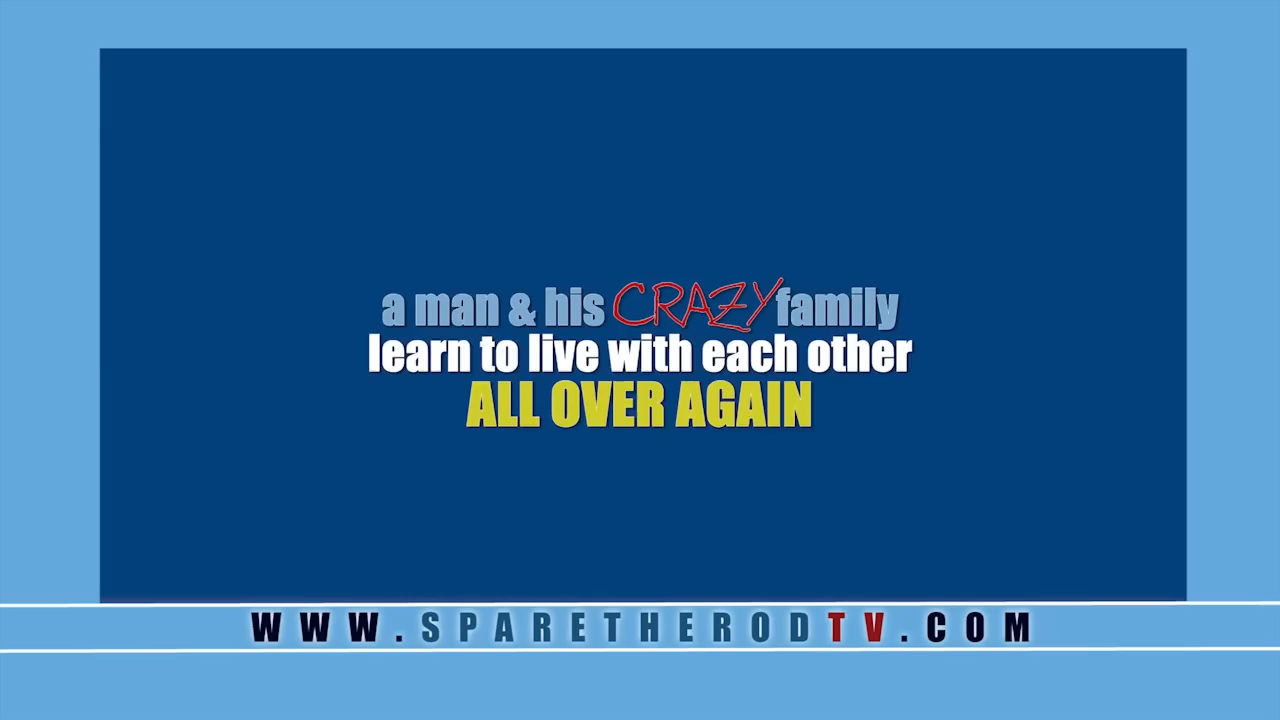 a man & his CRAZY family
learn to live with each other
ALL OVER AGAIN
WWW.SPARETHERODTV.COM